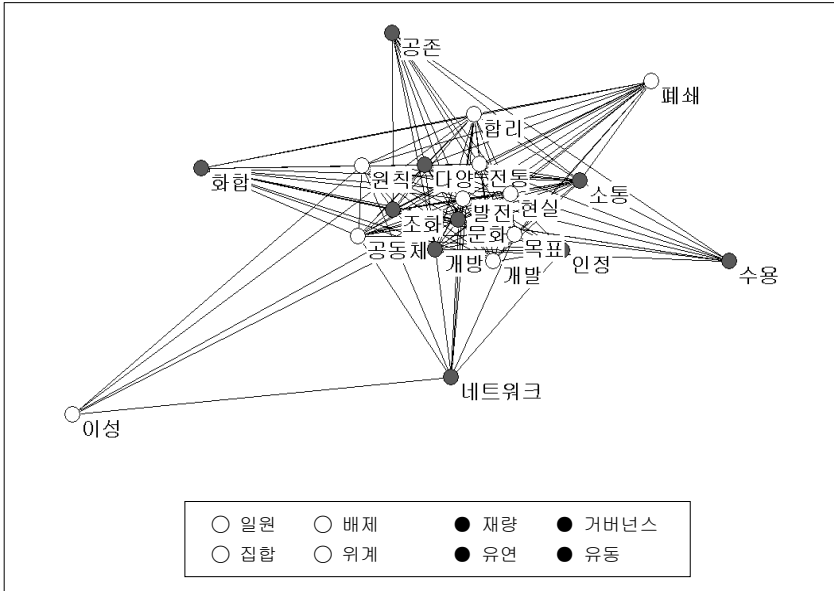 공존
폐쇄
합리
화합
원칙
다양
전통
소통
현실
발전
조화
문화
목표
공동체
개방
개발
인정
수용
네트워크
이성
일원 배제 재량 거버넌스
집합 위계 유연 유동